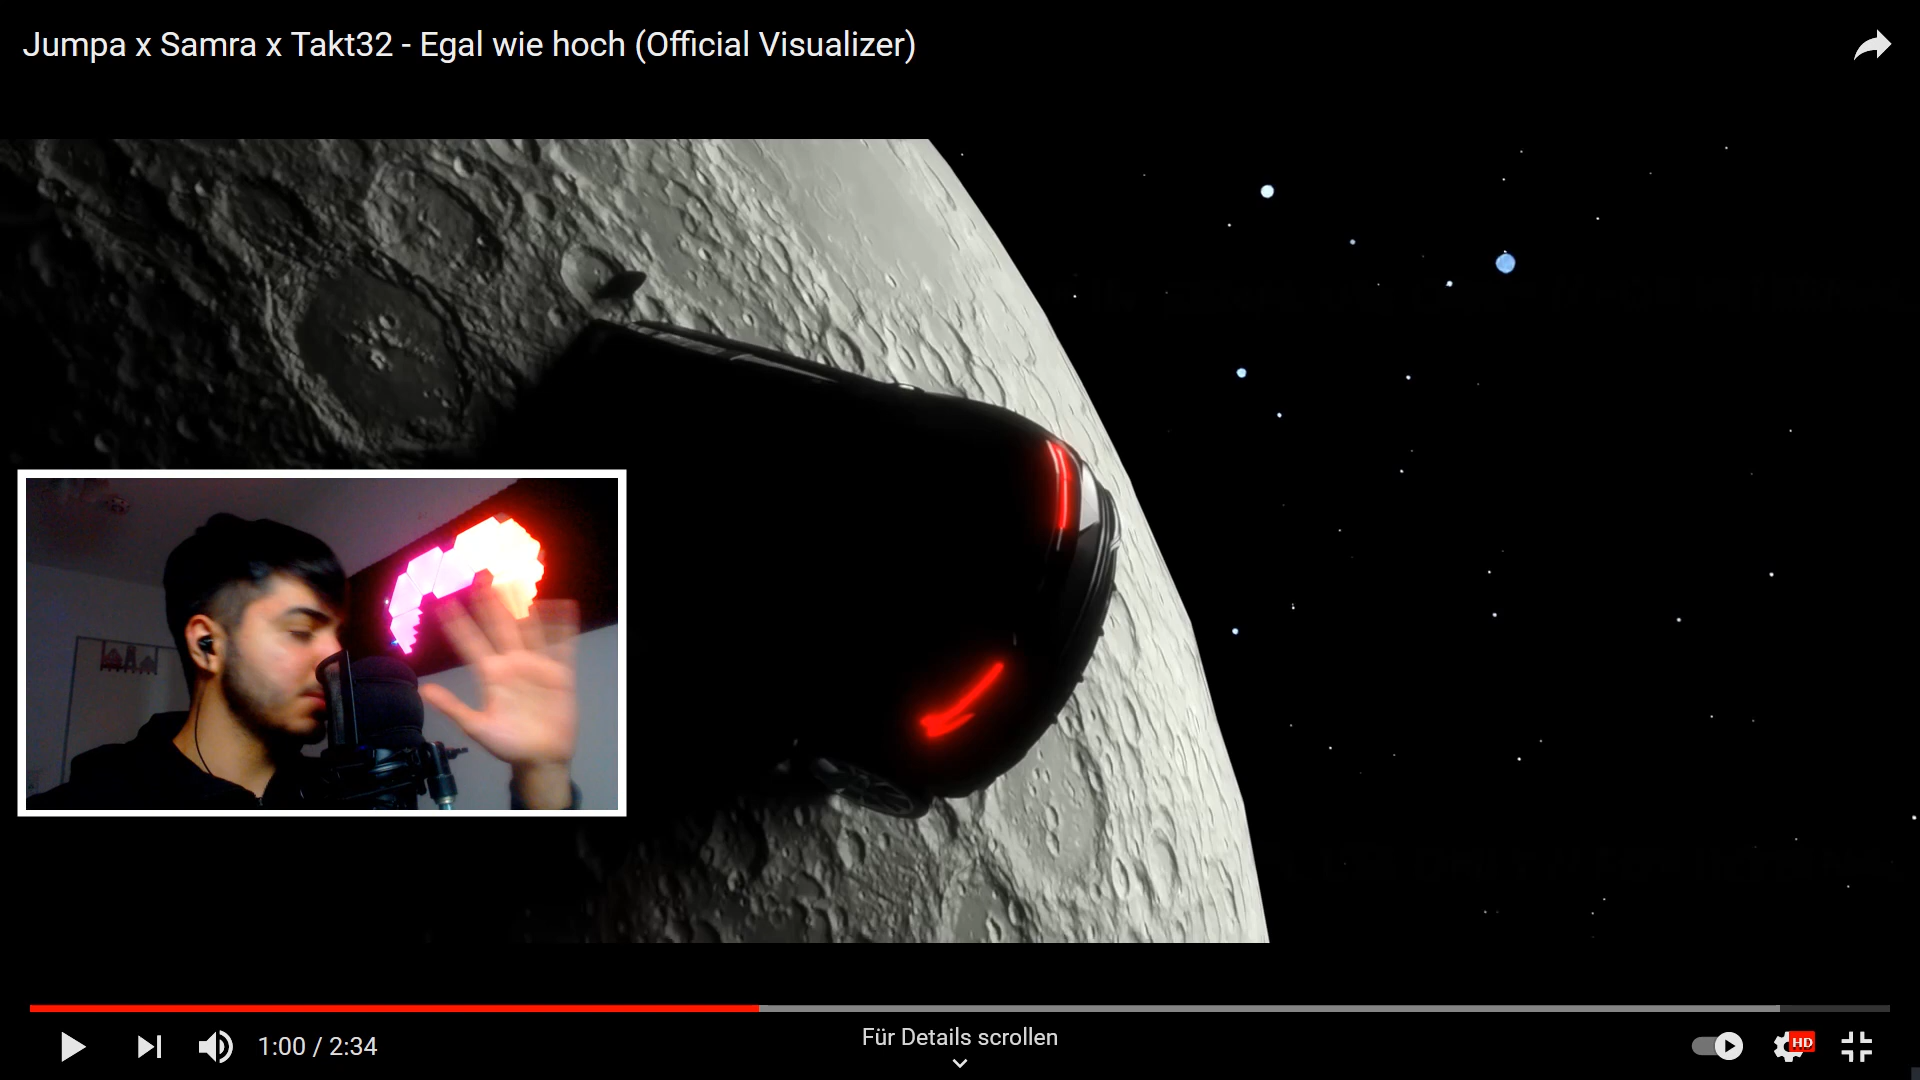 Jumpa x Samra x Takt32 - Egal wie hoch (Official Visualizer)
1:00 / 2:34
Für Details scrollen
HD